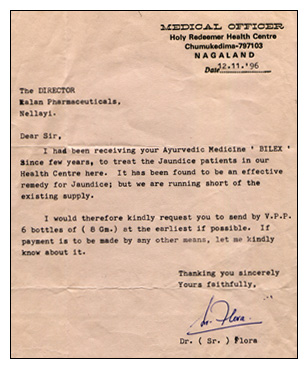 MEDICAL OFFICER
Holy Redeemer Health Centre
Chumukedima-797103
NAGALAND
Date 12.11.'96
The DIRECTOR
Kalan Pharmaceuticals,
Nellayi.
Dear Sir,
I had been receiving your Ayurvedic Medicine ' BILEX '
Since few years, to treat the Jaundice patients in our
Health Centre here. It has been found to be an effective
remedy for Jaundice; but we are running short of the
existing supply.
I would therefore kindly request you to send by V.P.P.
6 bottles of ( 8 Gm.) at the earliest if possible. If
payment is to be made by any other means, let me kindly
know about it.
Thanking you sincerely
Yours faithfully,
Sr. Flora
Dr. ( Sr. ) Flora